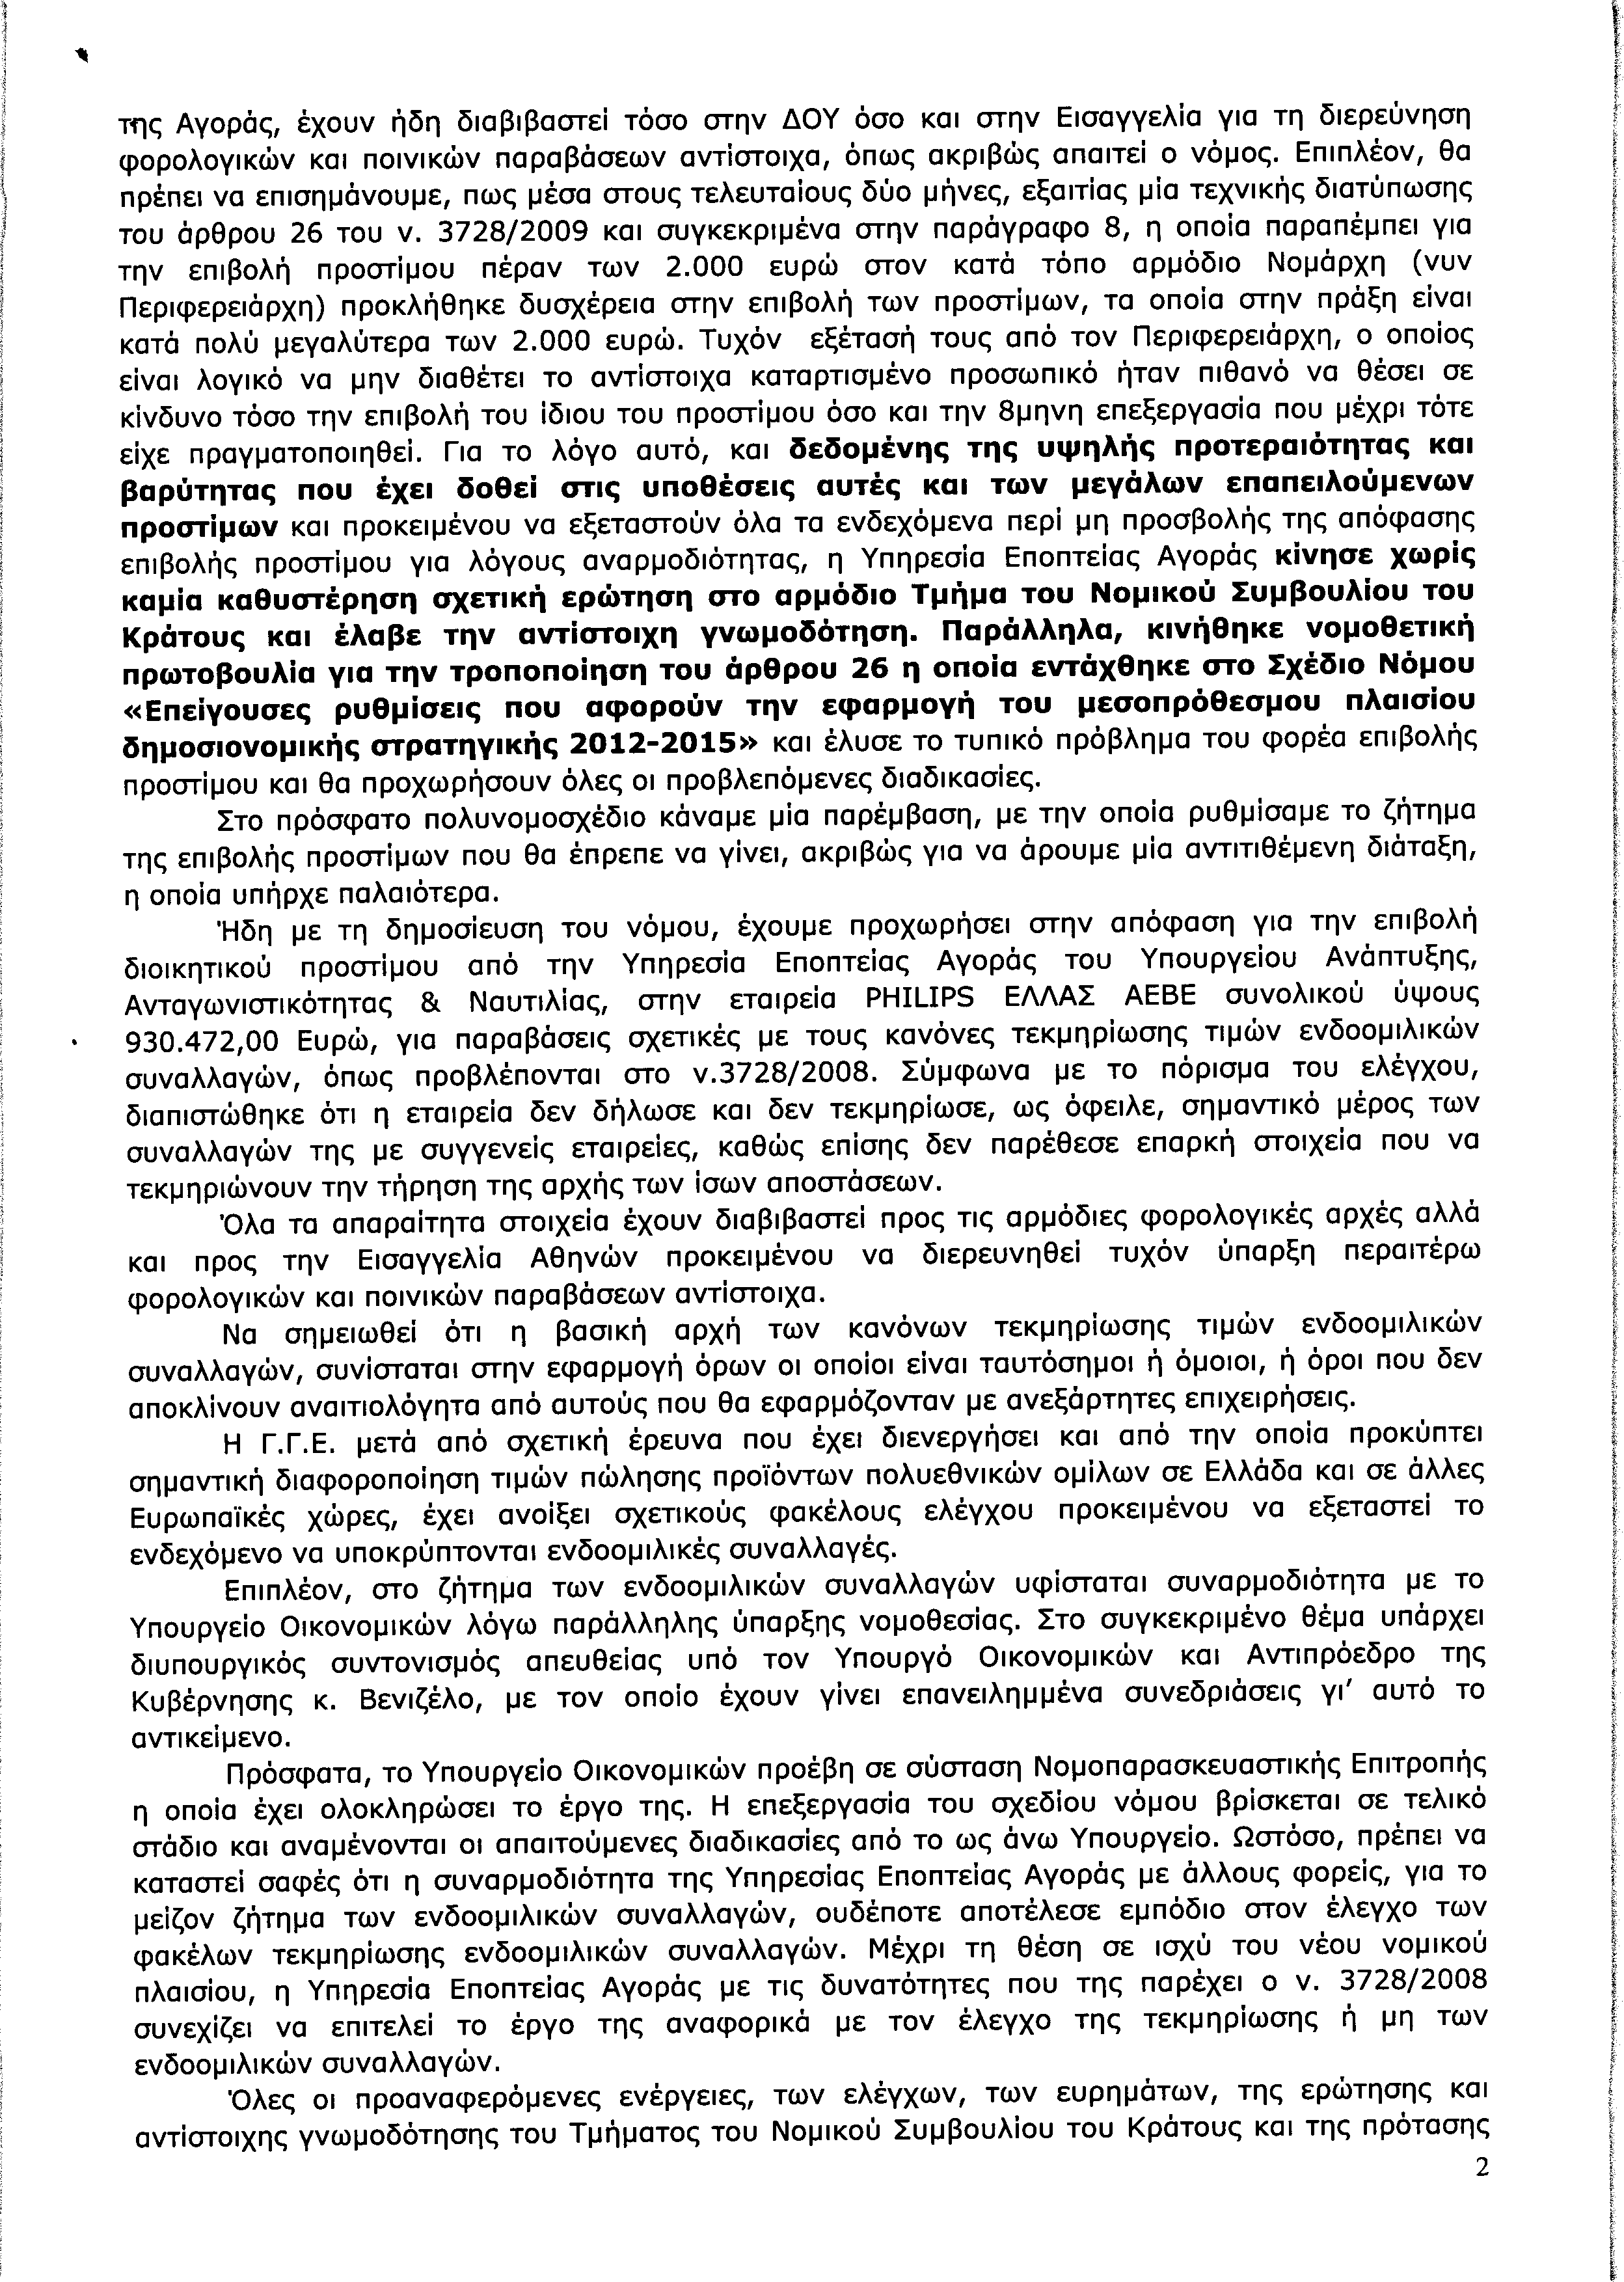 της Αγοράς, έχουν ήδη διαβιβαστεί τόσο στην ΔΟΥ όσο και στην Εισαγγελία για τη διερεύνηση
φορολογικών και ποινικών παραβάσεων αντίστοιχα, όπως ακριβώς απαιτεί ο νόμος. Επιπλέον, θα
πρέπει να επισημάνουμε, πως μέσα στους τελευταίους δύο μήνες, εξαιτίας μία τεχνικής διατύπωσης
του άρθρου 26 του ν. 3728/2009 και συγκεκριμένα στην παράγραφο 8, η οποία παραπέμπει για
την επιβολή προστίμου πέραν των 2.000 ευρώ στον κατά τόπο αρμόδιο Νομάρχη (νυν
Περιφερειάρχη) προκλήθηκε δυσχέρεια στην επιβολή των προστίμων, τα οποία στην πράξη είναι
κατά πολύ μεγαλύτερα των 2.000 ευρώ. Τυχόν εξέτασή τους από τον Περιφερειάρχη, ο οποίος
είναι λογικό να μην διαθέτει το αντίστοιχα καταρτισμένο προσωπικό ήταν πιθανό να θέσει σε
κίνδυνο τόσο την επιβολή του ίδιου του προστίμου όσο και την 8μηνη επεξεργασία που μέχρι τότε
είχε πραγματοποιηθεί. Για το λόγο αυτό, και δεδομένης της υψηλής προτεραιότητας και
βαρύτητας που έχει δοθεί στις υποθέσεις αυτές και των μεγάλων επαπειλούμενων
προστίμων και προκειμένου να εξεταστούν όλα τα ενδεχόμενα περί μη προσβολής της απόφασης
επιβολής προστίμου για λόγους αναρμοδιότητας, η Υπηρεσία Εποπτείας Αγοράς κίνησε χωρίς
καμία καθυστέρηση σχετική ερώτηση στο αρμόδιο Τμήμα του Νομικού Συμβουλίου του
Κράτους και έλαβε την αντίστοιχη γνωμοδότηση. Παράλληλα, κινήθηκε νομοθετική
πρωτοβουλία για την τροποποίηση του άρθρου 26 η οποία εντάχθηκε στο Σχέδιο Νόμου
«Επείγουσες ρυθμίσεις που αφορούν την εφαρμογή του μεσοπρόθεσμου πλαισίου
δημοσιονομικής στρατηγικής 2012-2015» και έλυσε το τυπικό πρόβλημα του φορέα επιβολής
προστίμου και θα προχωρήσουν όλες οι προβλεπόμενες διαδικασίες.
Στο πρόσφατο πολυνομοσχέδιο κάναμε μία παρέμβαση, με την οποία ρυθμίσαμε το ζήτημα
της επιβολής προστίμων που θα έπρεπε να γίνει, ακριβώς για να άρουμε μία αντιτιθέμενη διάταξη,
η οποία υπήρχε παλαιότερα.
Ήδη με τη δημοσίευση του νόμου, έχουμε προχωρήσει στην απόφαση για την επιβολή
διοικητικού προστίμου από την Υπηρεσία Εποπτείας Αγοράς του Υπουργείου Ανάπτυξης,
Ανταγωνιστικότητας & Ναυτιλίας, στην εταιρεία PHILIPS ΕΛΛΑΣ ΑΕΒΕ συνολικού ύψους
930.472,00 Ευρώ, για παραβάσεις σχετικές με τους κανόνες τεκμηρίωσης τιμών ενδοομιλικών
συναλλαγών, όπως προβλέπονται στο ν.3728/2008. Σύμφωνα με το πόρισμα του ελέγχου,
διαπιστώθηκε ότι η εταιρεία δεν δήλωσε και δεν τεκμηρίωσε, ως όφειλε, σημαντικό μέρος των
συναλλαγών της με συγγενείς εταιρείες, καθώς επίσης δεν παρέθεσε επαρκή στοιχεία που να
τεκμηριώνουν την τήρηση της αρχής των ίσων αποστάσεων.
Όλα τα απαραίτητα στοιχεία έχουν διαβιβαστεί προς τις αρμόδιες φορολογικές αρχές αλλά
και προς την Εισαγγελία Αθηνών προκειμένου να διερευνηθεί τυχόν ύπαρξη περαιτέρω
φορολογικών και ποινικών παραβάσεων αντίστοιχα.
Να σημειωθεί ότι η βασική αρχή των κανόνων τεκμηρίωσης τιμών ενδοομιλικών
συναλλαγών, συνίσταται στην εφαρμογή όρων οι οποίοι είναι ταυτόσημοι ή όμοιοι, ή όροι που δεν
αποκλίνουν αναιτιολόγητα από αυτούς που θα εφαρμόζονταν με ανεξάρτητες επιχειρήσεις.
Η Γ.Γ.Ε. μετά από σχετική έρευνα που έχει διενεργήσει και από την οποία προκύπτει
σημαντική διαφοροποίηση τιμών πώλησης προϊόντων πολυεθνικών ομίλων σε Ελλάδα και σε άλλες
Ευρωπαϊκές χώρες, έχει ανοίξει σχετικούς φακέλους ελέγχου προκειμένου να εξεταστεί το
ενδεχόμενο να υποκρύπτονται ενδοομιλικές συναλλαγές.
Επιπλέον, στο ζήτημα των ενδοομιλικών συναλλαγών υφίσταται συναρμοδιότητα με το
Υπουργείο Οικονομικών λόγω παράλληλης ύπαρξης νομοθεσίας. Στο συγκεκριμένο θέμα υπάρχει
διυπουργικός συντονισμός απευθείας υπό τον Υπουργό Οικονομικών και Αντιπρόεδρο της
Κυβέρνησης κ. Βενιζέλο, με τον οποίο έχουν γίνει επανειλημμένα συνεδριάσεις γι' αυτό το
αντικείμενο.
Πρόσφατα, το Υπουργείο Οικονομικών προέβη σε σύσταση Νομοπαρασκευαστικής Επιτροπής
η οποία έχει ολοκληρώσει το έργο της. Η επεξεργασία του σχεδίου νόμου βρίσκεται σε τελικό
στάδιο και αναμένονται οι απαιτούμενες διαδικασίες από το ως άνω Υπουργείο. Ωστόσο, πρέπει να
καταστεί σαφές ότι η συναρμοδιότητα της Υπηρεσίας Εποπτείας Αγοράς με άλλους φορείς, για το
μείζον ζήτημα των ενδοομιλικών συναλλαγών, ουδέποτε αποτέλεσε εμπόδιο στον έλεγχο των
φακέλων τεκμηρίωσης ενδοομιλικών συναλλαγών. Μέχρι τη θέση σε ισχύ του νέου νομικού
πλαισίου, η Υπηρεσία Εποπτείας Αγοράς με τις δυνατότητες που της παρέχει ο ν. 3728/2008
συνεχίζει να επιτελεί το έργο της αναφορικά με τον έλεγχο της τεκμηρίωσης ή μη των
ενδοομιλικών συναλλαγών.
Όλες οι προαναφερόμενες ενέργειες, των ελέγχων, των ευρημάτων, της ερώτησης και
αντίστοιχης γνωμοδότησης του Τμήματος του Νομικού Συμβουλίου του Κράτους και της πρότασης
2